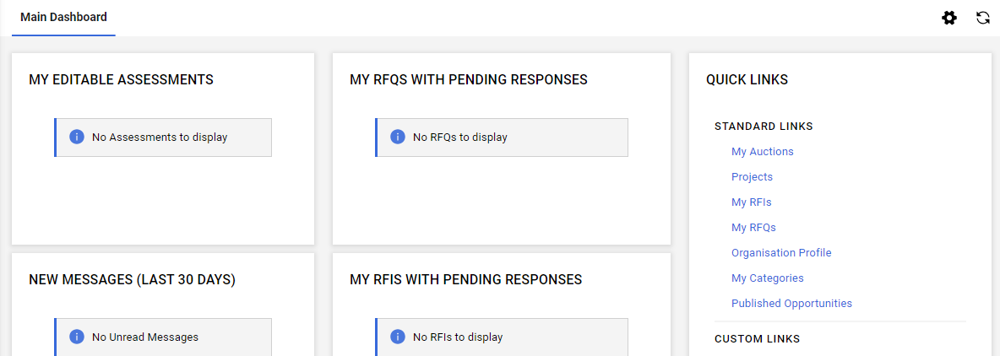 Main Dashboard
MY EDITABLE ASSESSMENTS
No Assessments to display
MY RFQS WITH PENDING RESPONSES
No RFQs to display
NEW MESSAGES (LAST 30 DAYS)
No Unread Messages
MY RFIS WITH PENDING RESPONSES
No RFIs to display
QUICK LINKS
STANDARD LINKS
My Auctions
Projects
My RFIs
My RFQs
Organisation Profile
My Categories
Published Opportunities
CUSTOM LINKS